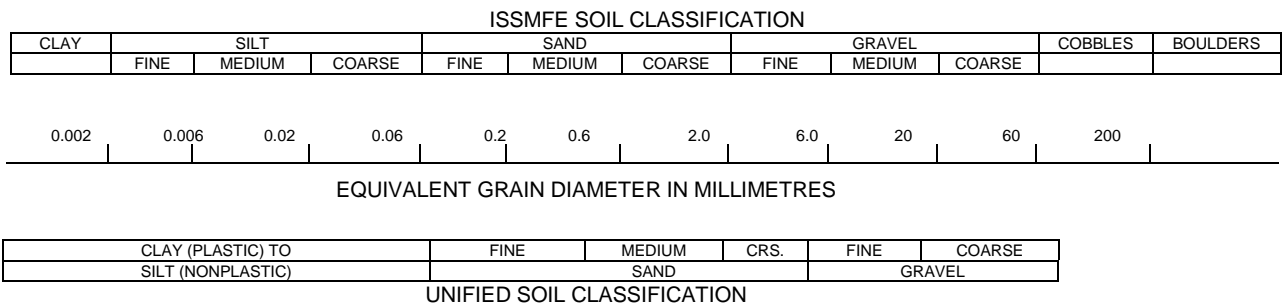 ISSMFE SOIL CLASSIFICATION
CLAY SILT SAND GRAVEL COBBLES BOULDERS
FINE MEDIUM COARSE FINE MEDIUM COARSE FINE MEDIUM COARSE
0.002 0.006 0.02 0.06 0.2 0.6 2.0 6.0 20 60 200
EQUIVALENT GRAIN DIAMETER IN MILLIMETRES
CLAY (PLASTIC) TO FINE MEDIUM CRS. FINE COARSE
SILT (NONPLASTIC) SAND GRAVEL
UNIFIED SOIL CLASSIFICATION